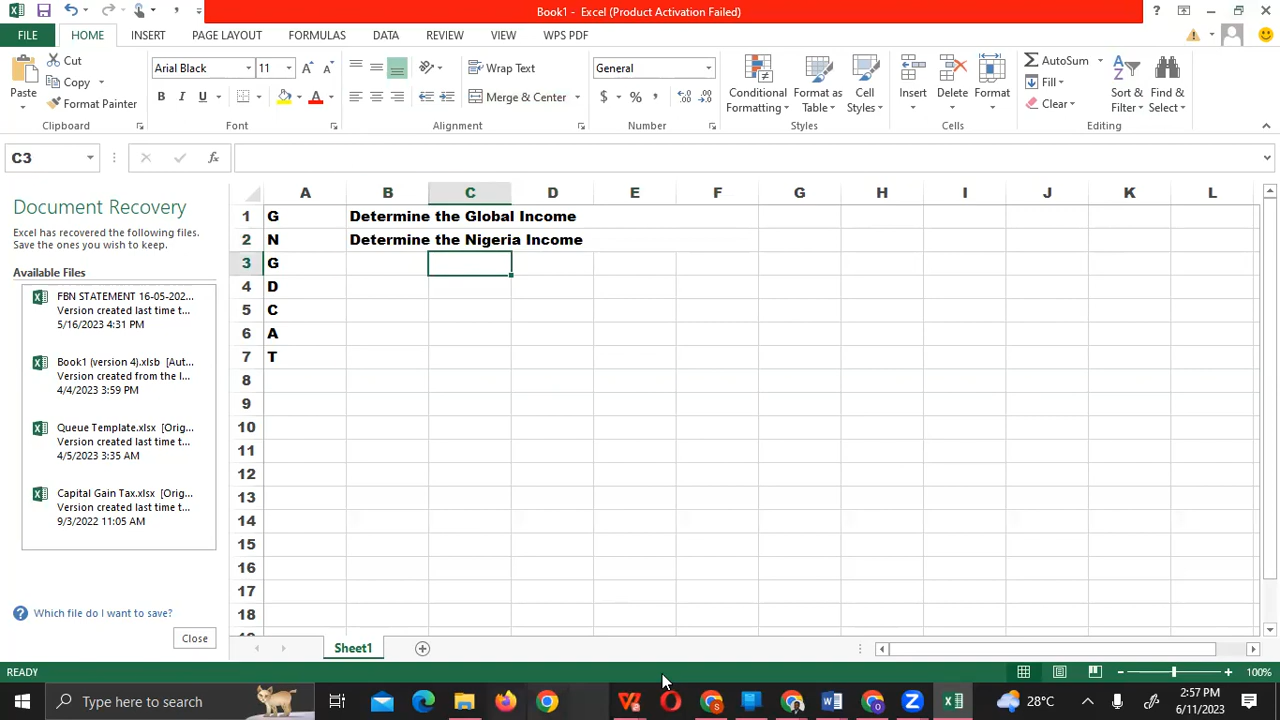 Book1 - Excel (Product Activation Failed)
FILE HOME INSERT PAGE LAYOUT FORMULAS DATA REVIEW VIEW WPS PDF
Paste Cut Copy Format Painter Clipboard
Arial Black 11 B I U A Font
Wrap Text Merge & Center Alignment
General $ % , Number
Conditional Formatting Format as Table Cell Styles Styles
Insert Delete Format Cells
AutoSum Fill Clear Sort & Filter Find & Select Editing
C3 fx
Document Recovery
Excel has recovered the following files.
Save the ones you wish to keep.
Available Files
FBN STATEMENT 16-05-202...
Version created last time t...
5/16/2023 4:31 PM
Book1 (version 4).xlsb [Aut...
Version created from the l...
4/4/2023 3:59 PM
Queue Template.xlsx [Orig...
Version created last time t...
4/5/2023 3:35 AM
Capital Gain Tax.xlsx [Orig...
Version created last time t...
9/3/2022 11:05 AM
Which file do I want to save?
Close
A B C D E F G H I J K L
1 G Determine the Global Income
2 N Determine the Nigeria Income
3 G
4 D
5 C
6 A
7 T
8
9
10
11
12
13
14
15
16
17
18
Sheet1
READY 100%
Type here to search 28°C 2:57 PM
6/11/2023